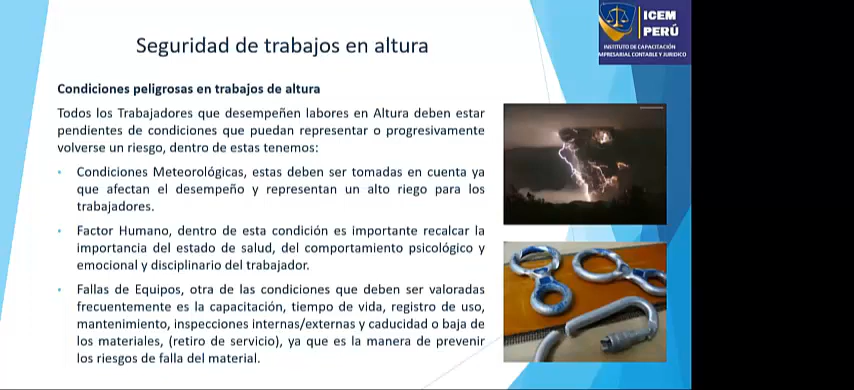 ICEM
PERÚ
INSTITUTO DE CAPACITACIÓN
MPRESARIAL CONTABLE Y JURIDICO
Seguridad de trabajos en altura
Condiciones peligrosas en trabajos de altura
Todos los Trabajadores que desempeñen labores en Altura deben estar
pendientes de condiciones que puedan representar o progresivamente
volverse un riesgo, dentro de estas tenemos:
• Condiciones Meteorológicas, estas deben ser tomadas en cuenta ya
que afectan el desempeño y representan un alto riego para los
trabajadores.
• Factor Humano, dentro de esta condición es importante recalcar la
importancia del estado de salud, del comportamiento psicológico y
emocional y disciplinario del trabajador.
• Fallas de Equipos, otra de las condiciones que deben ser valoradas
frecuentemente es la capacitación, tiempo de vida, registro de uso,
mantenimiento, inspecciones internas/externas y caducidad o baja de
los materiales, (retiro de servicio), ya que es la manera de prevenir
los riesgos de falla del material.